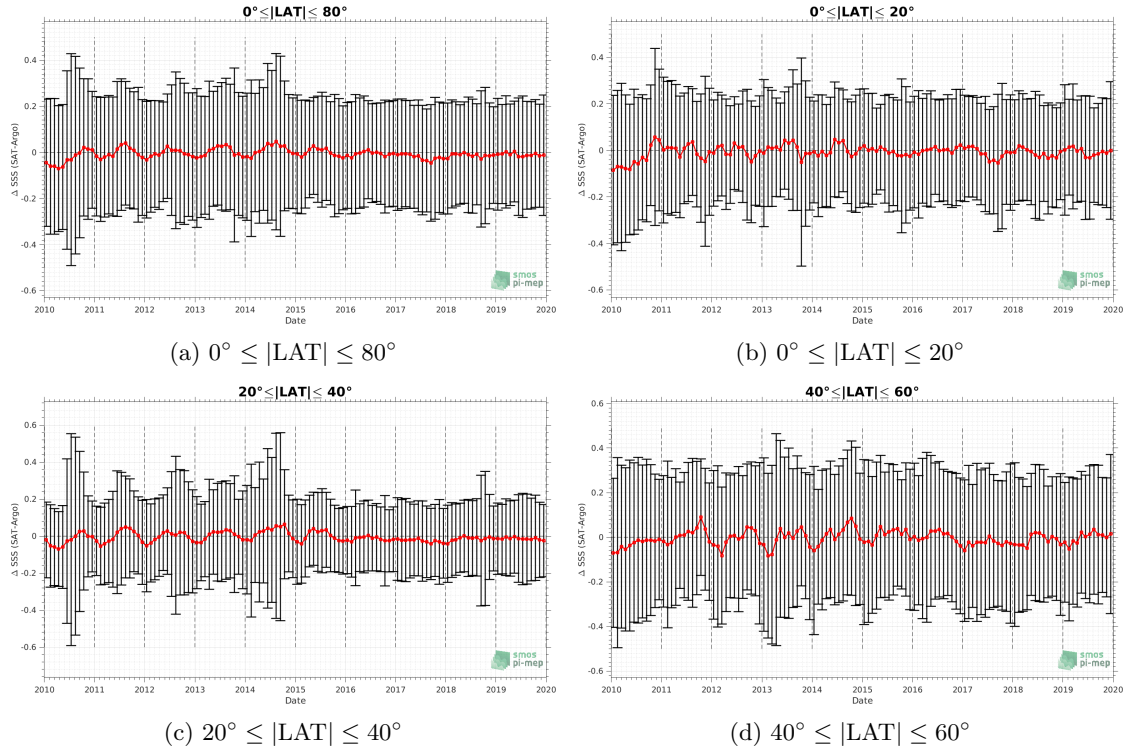 0°≤|LAT|≤ 80°
Δ SSS (SAT-Argo)
0.4
0.2
0
-0.2
-0.4
-0.6
2010 2011 2012 2013 2014 2015 2016 2017 2018 2019 2020
Date
smos
pi-mep
(a) 0° ≤ |LAT| ≤ 80°
0°≤|LAT|≤ 20°
Δ SSS (SAT-Argo)
0.4
0.2
0
-0.2
-0.4
-0.6
2010 2011 2012 2013 2014 2015 2016 2017 2018 2019 2020
Date
smos
pi-mep
(b) 0° ≤ |LAT| ≤ 20°
20°≤|LAT|≤ 40°
Δ SSS (SAT-Argo)
0.6
0.4
0.2
0
-0.2
-0.4
-0.6
2010 2011 2012 2013 2014 2015 2016 2017 2018 2019 2020
Date
smos
pi-mep
(c) 20° ≤ |LAT| ≤ 40°
40°≤|LAT|≤ 60°
Δ SSS (SAT-Argo)
0.6
0.4
0.2
0
-0.2
-0.4
-0.6
2010 2011 2012 2013 2014 2015 2016 2017 2018 2019 2020
Date
smos
pi-mep
(d) 40° ≤ |LAT| ≤ 60°